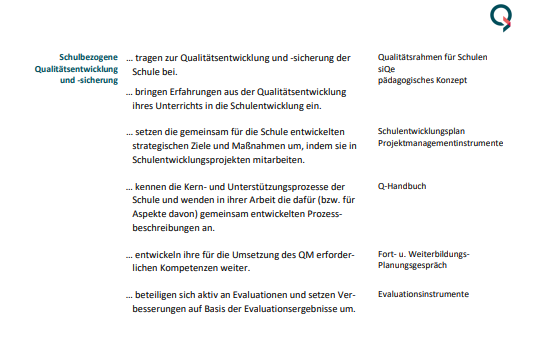 Schulbezogene
Qualitätsentwicklung
und -sicherung
… tragen zur Qualitätsentwicklung und -sicherung der
Schule bei.
Qualitätsrahmen für Schulen
siQe
pädagogisches Konzept
… bringen Erfahrungen aus der Qualitätsentwicklung
ihres Unterrichts in die Schulentwicklung ein.
… setzen die gemeinsam für die Schule entwickelten
strategischen Ziele und Maßnahmen um, indem sie in
Schulentwicklungsprojekten mitarbeiten.
Schulentwicklungsplan
Projektmanagementinstrumente
… kennen die Kern- und Unterstützungsprozesse der
Schule und wenden in ihrer Arbeit die dafür (bzw. für
Aspekte davon) gemeinsam entwickelten Prozess-
beschreibungen an.
Q-Handbuch
… entwickeln ihre für die Umsetzung des QM erforder-
lichen Kompetenzen weiter.
Fort- u. Weiterbildungs-
Planungsgespräch
… beteiligen sich aktiv an Evaluationen und setzen Ver-
besserungen auf Basis der Evaluationsergebnisse um.
Evaluationsinstrumente